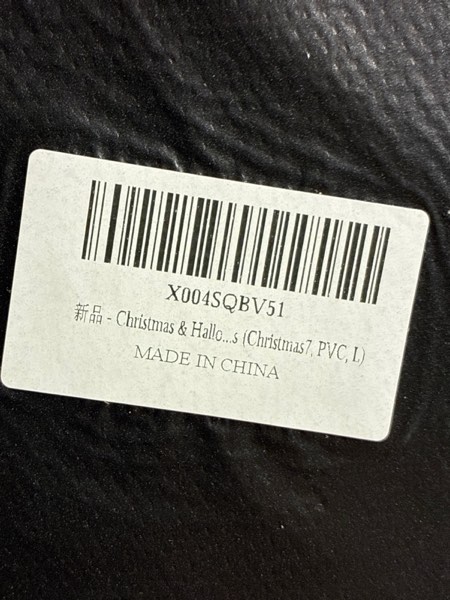 X004SQBV51
新品 - Christmas & Hallo...s (Christmas7, PVC, L)
MADE IN CHINA